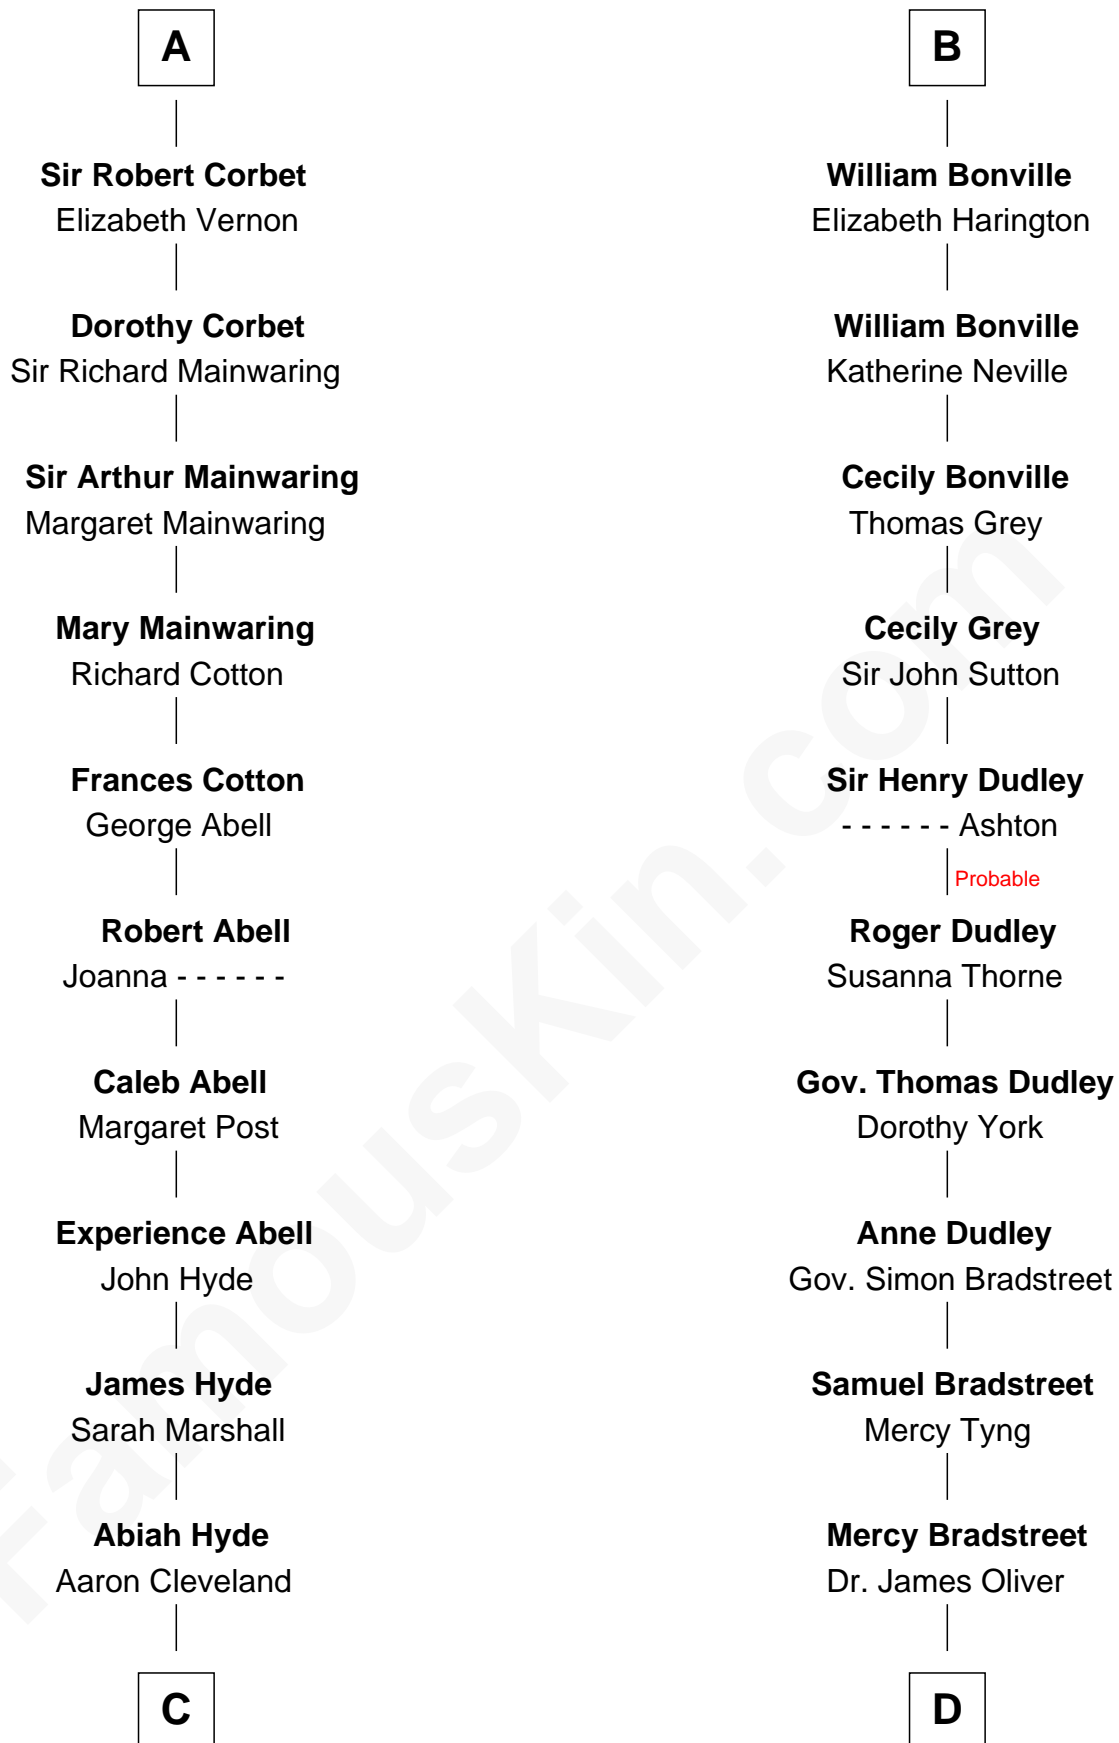 A
Sir Robert Corbet
Elizabeth Vernon
Dorothy Corbet
Sir Richard Mainwaring
Sir Arthur Mainwaring
Margaret Mainwaring
Mary Mainwaring
Richard Cotton
Frances Cotton
George Abell
Robert Abell
Joanna - - - - - -
Caleb Abell
Margaret Post
Experience Abell
John Hyde
James Hyde
Sarah Marshall
Abiah Hyde
Aaron Cleveland
C
B
William Bonville
Elizabeth Harington
William Bonville
Katherine Neville
Cecily Bonville
Thomas Grey
Cecily Grey
Sir John Sutton
Sir Henry Dudley
- - - - - - Ashton
Probable
Roger Dudley
Susanna Thorne
Gov. Thomas Dudley
Dorothy York
Anne Dudley
Gov. Simon Bradstreet
Samuel Bradstreet
Mercy Tyng
Mercy Bradstreet
Dr. James Oliver
D
FamousKin.com